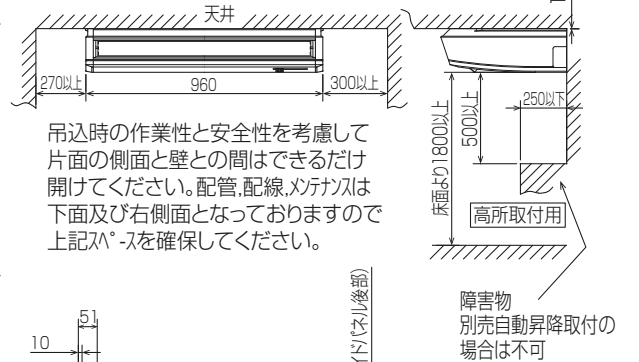 天井
270以上
960
300以上
吊込時の作業性と安全性を考慮して
片面の側面と壁との間はできるだけ
開けてください。配管,配線,メンテナンスは
下面及び右側面となっておりますので
上記スペースを確保してください。
床面より1800以上
500以上
250以下
高所取付用
障害物
別売自動昇降取付の
場合は不可
51
10
イドパネル後部)